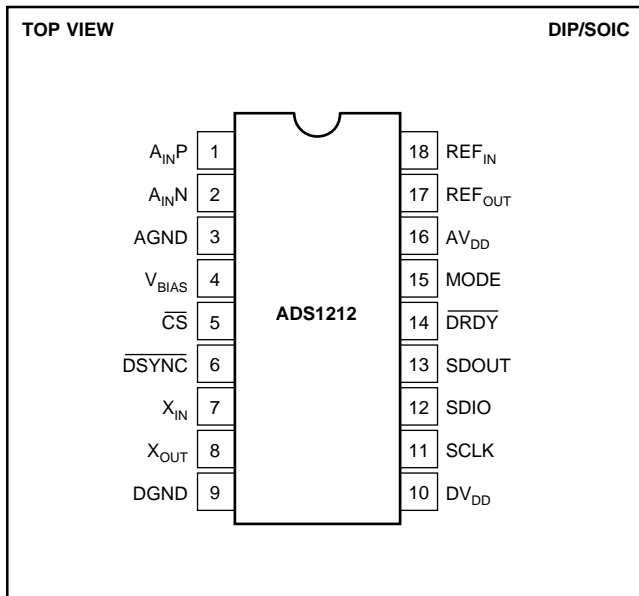 TOP VIEW DIP/SOIC
AINP 1 18 REFIN
AINN 2 17 REFOUT
AGND 3 16 AVDD
VBIAS 4 15 MODE
CS 5 ADS1212 14 DRDY
DSYNC 6 13 SDOUT
XIN 7 12 SDIO
XOUT 8 11 SCLK
DGND 9 10 DVDD